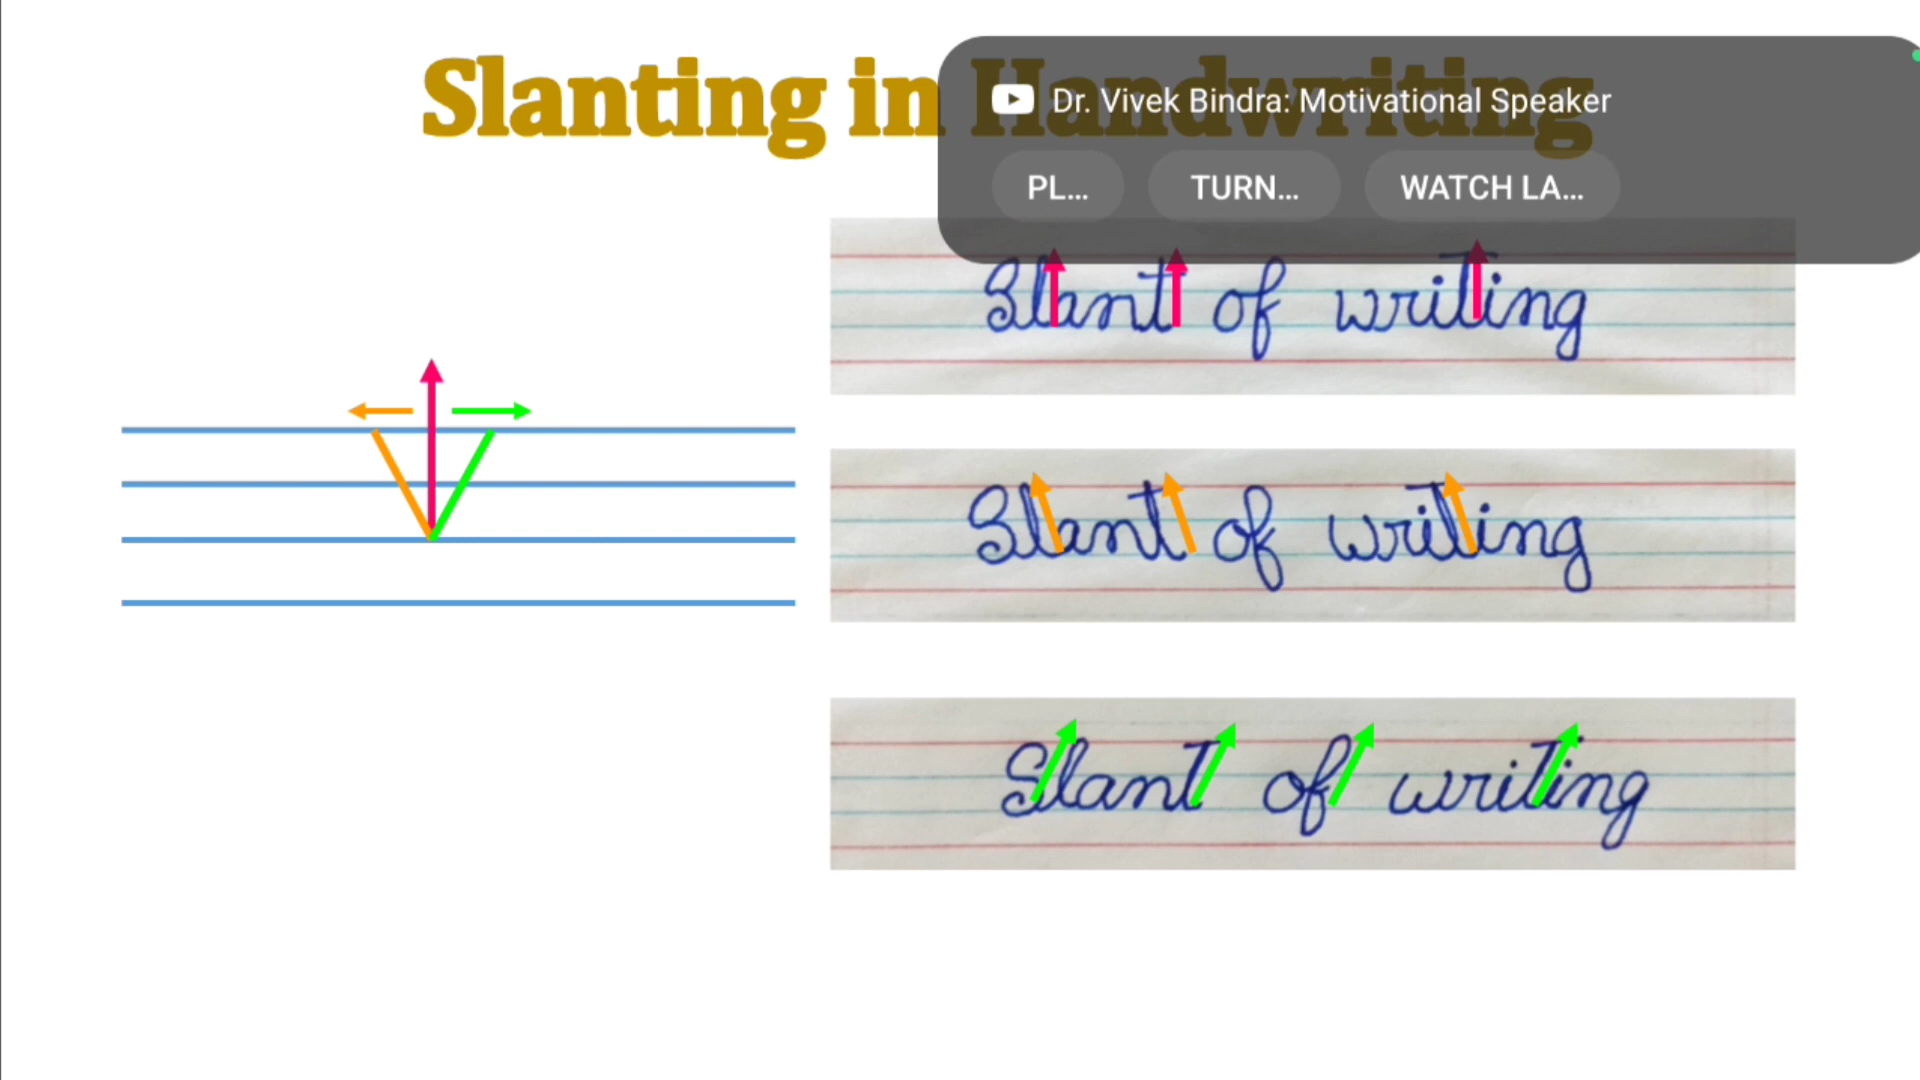 Slanting in Handwriting
Dr. Vivek Bindra: Motivational Speaker
PL... TURN... WATCH LA...
Slant of writing
Slant of writing
Slant of writing